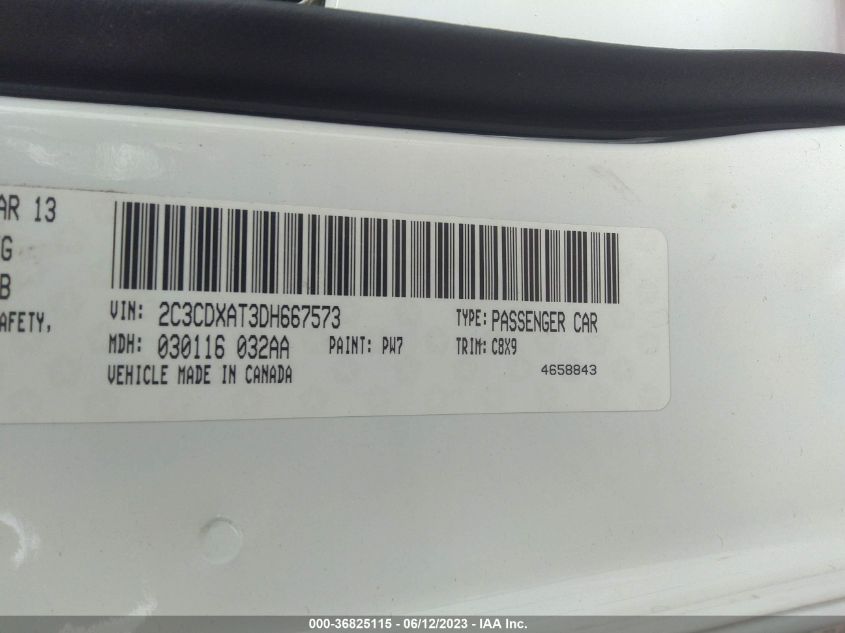 AR 13
G
B
AFETY,
VIN: 2C3CDXAT3DH667573
TYPE: PASSENGER CAR
MDH: 030116 032AA
PAINT: PW7
TRIM: C8X9
VEHICLE MADE IN CANADA
4658843
000-36825115 - 06/12/2023 - IAA Inc.